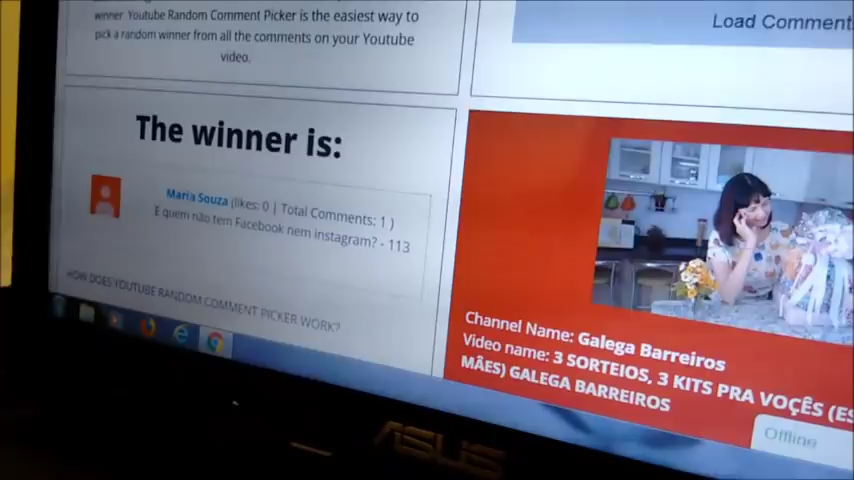 winner Youtube Random Comment Picker is the easiest way to
pick a random winner from all the comments on your Youtube
video.
Load Comment
The winner is:
Maria Souza (likes: 0 | Total Comments: 1 )
E quem não tem Facebook nem instagram? - 113
HOW DOES YOUTUBE RANDOM COMMENT PICKER WORK?
Channel Name: Galega Barreiros
Video name: 3 SORTEIOS, 3 KITS PRA VOÇÊS (ES
MÃES) GALEGA BARREIROS
Offline
ASUS